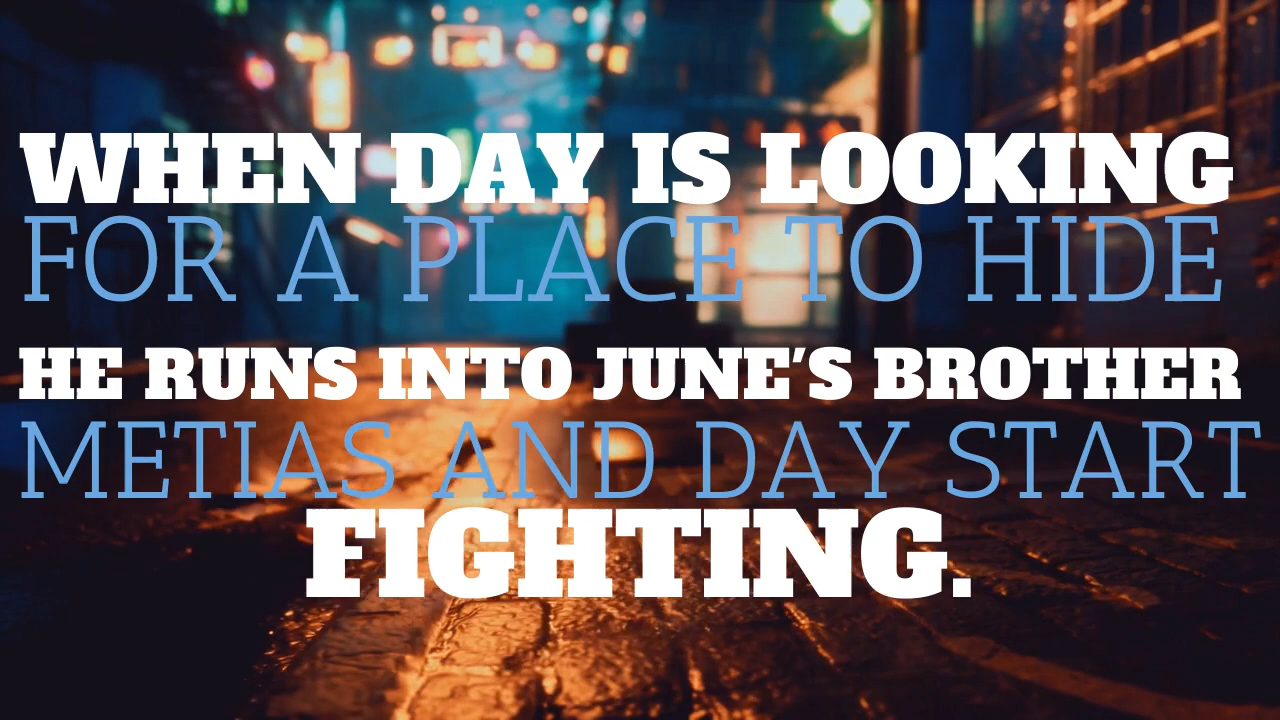 WHEN DAY IS LOOKING
FOR A PLACE TO HIDE
HE RUNS INTO JUNE'S BROTHER
METIAS AND DAY START
FIGHTING.